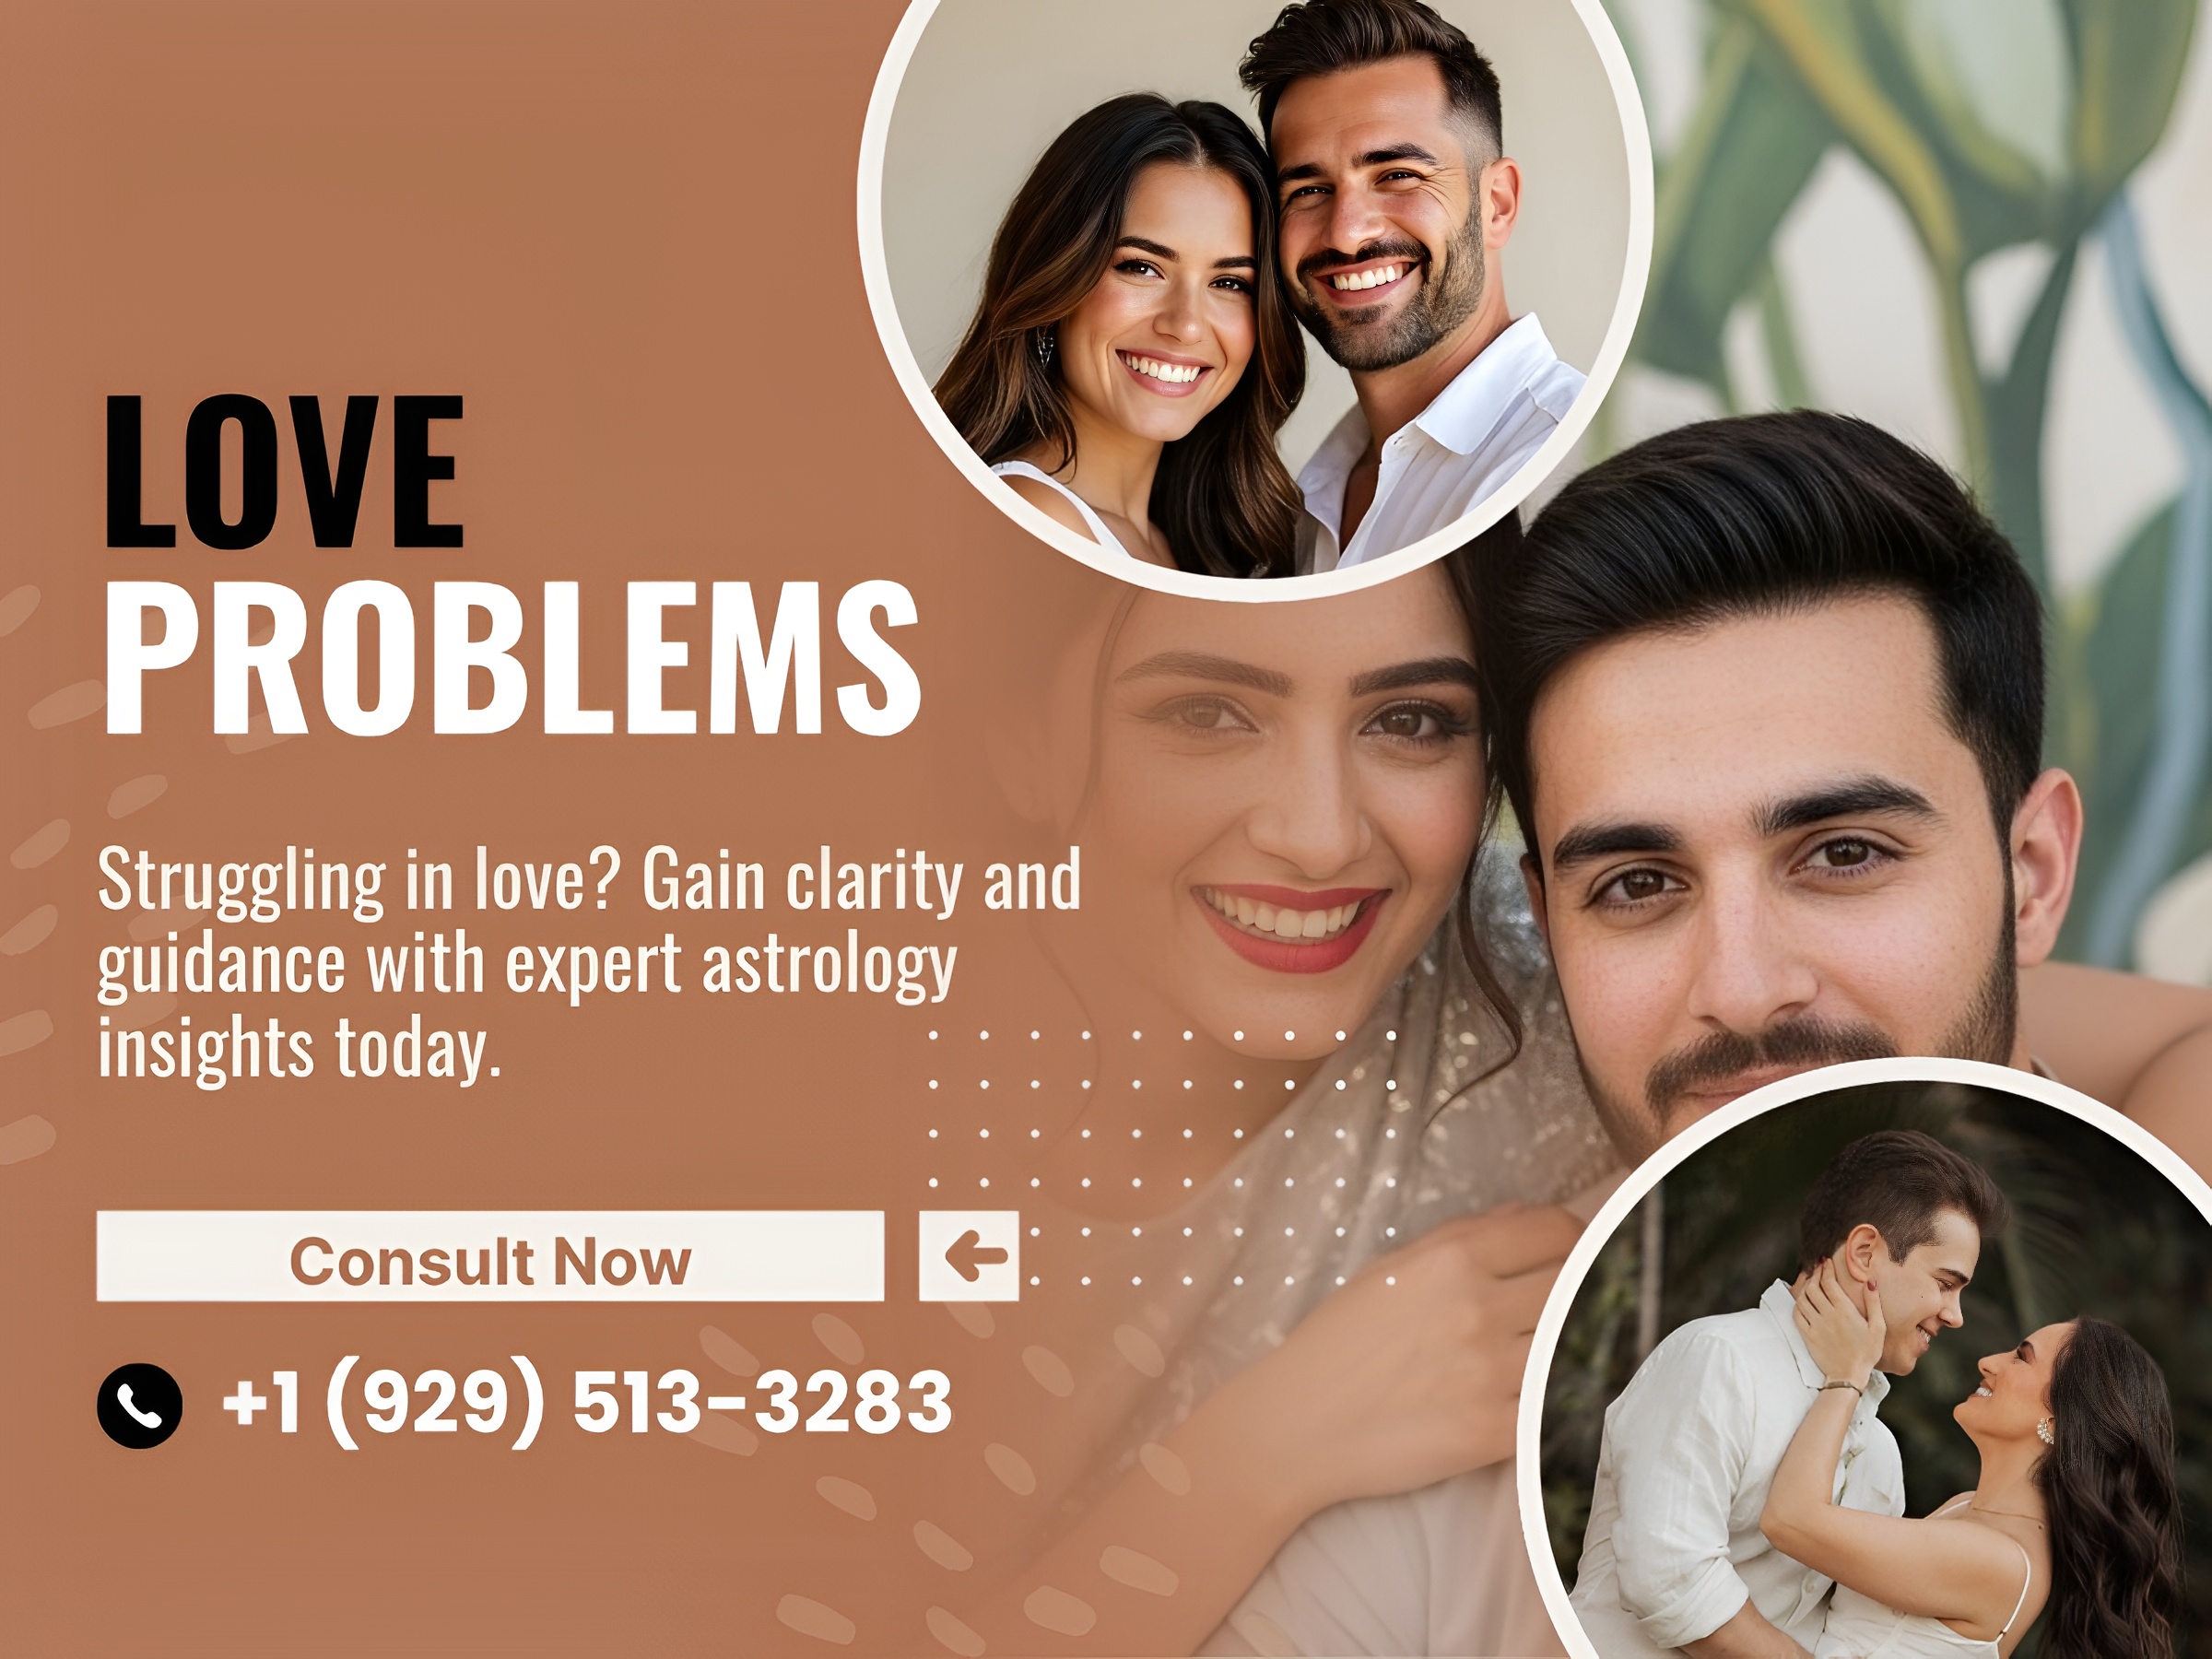 LOVE
PROBLEMS
Struggling in love? Gain clarity and
guidance with expert astrology
insights today.
Consult Now
+1 (929) 513-3283